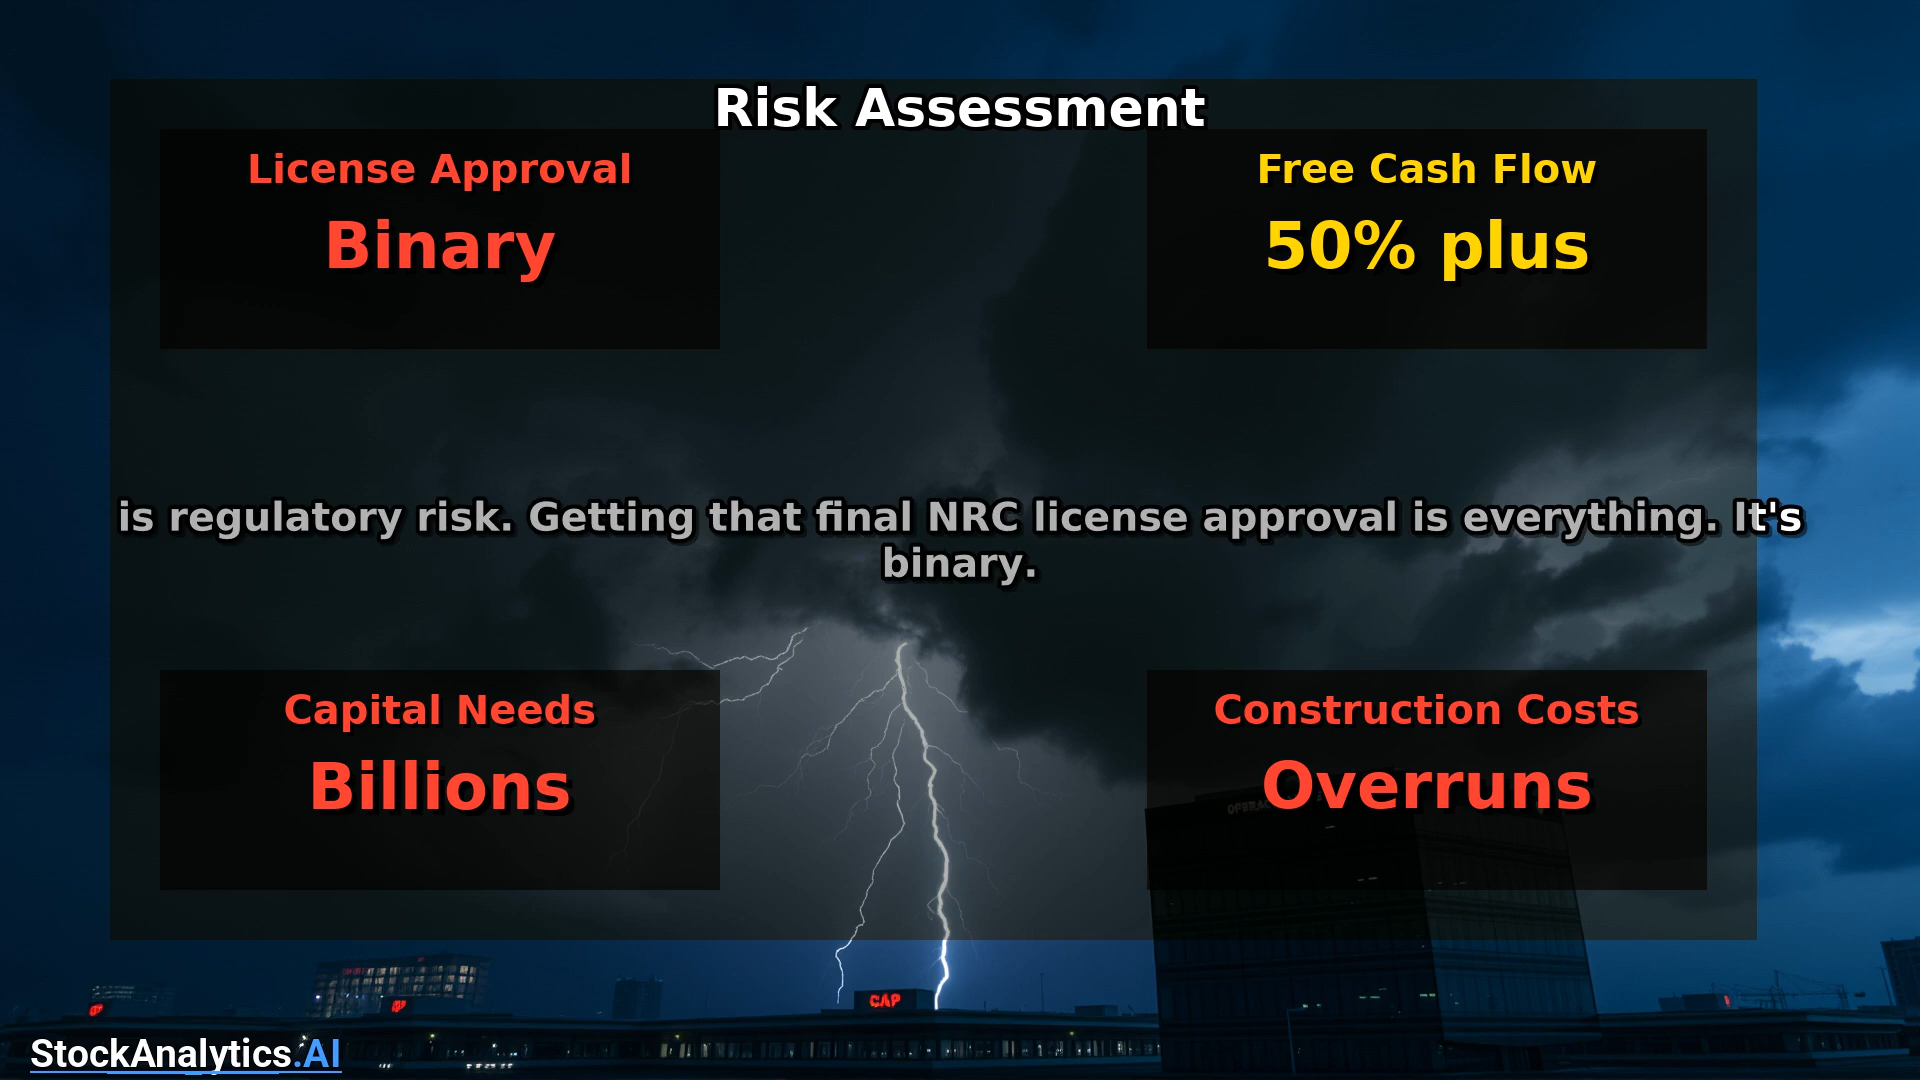 Risk Assessment
License Approval
Binary
Free Cash Flow
50% plus
is regulatory risk. Getting that final NRC license approval is everything. It's
binary.
Capital Needs
Billions
Construction Costs
Overruns
CAP
StockAnalytics.AI